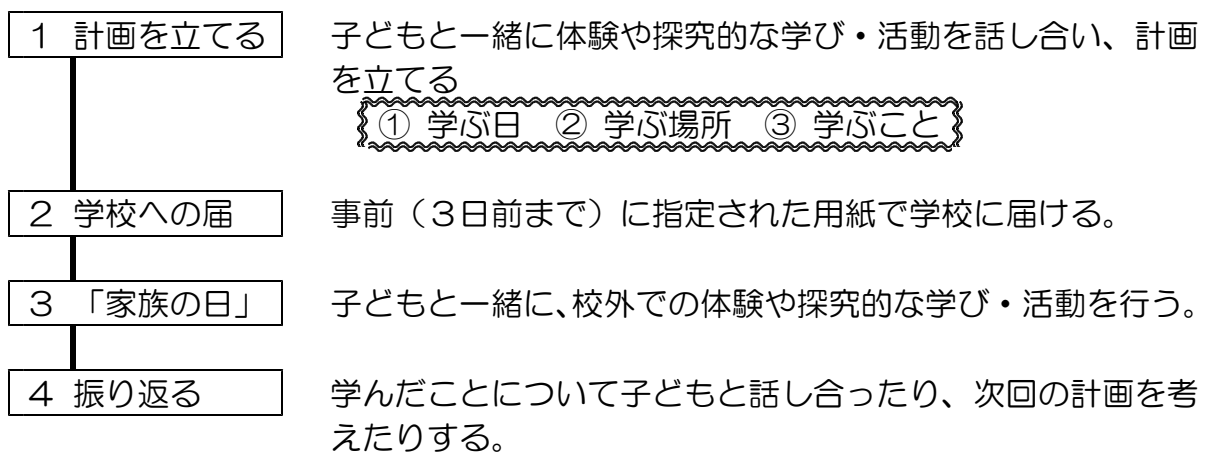 １ 計画を立てる
子どもと一緒に体験や探究的な学び・活動を話し合い、計画
を立てる
① 学ぶ日 ② 学ぶ場所 ③ 学ぶこと
２ 学校への届
事前（３日前まで）に指定された用紙で学校に届ける。
３ 「家族の日」
子どもと一緒に、校外での体験や探究的な学び・活動を行う。
４ 振り返る
学んだことについて子どもと話し合ったり、次回の計画を考
えたりする。